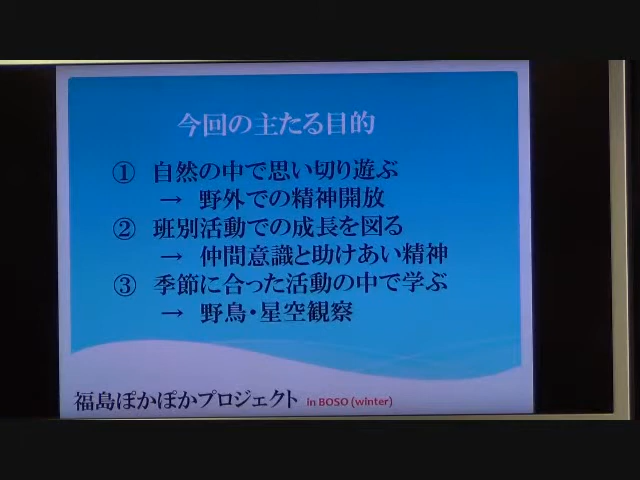 今回の主たる目的
① 自然の中で思い切り遊ぶ
→ 野外での精神開放
② 班別活動での成長を図る
→ 仲間意識と助けあい精神
③ 季節に合った活動の中で学ぶ
→ 野鳥・星空観察
福島ぽかぽかプロジェクト in BOSO (winter)